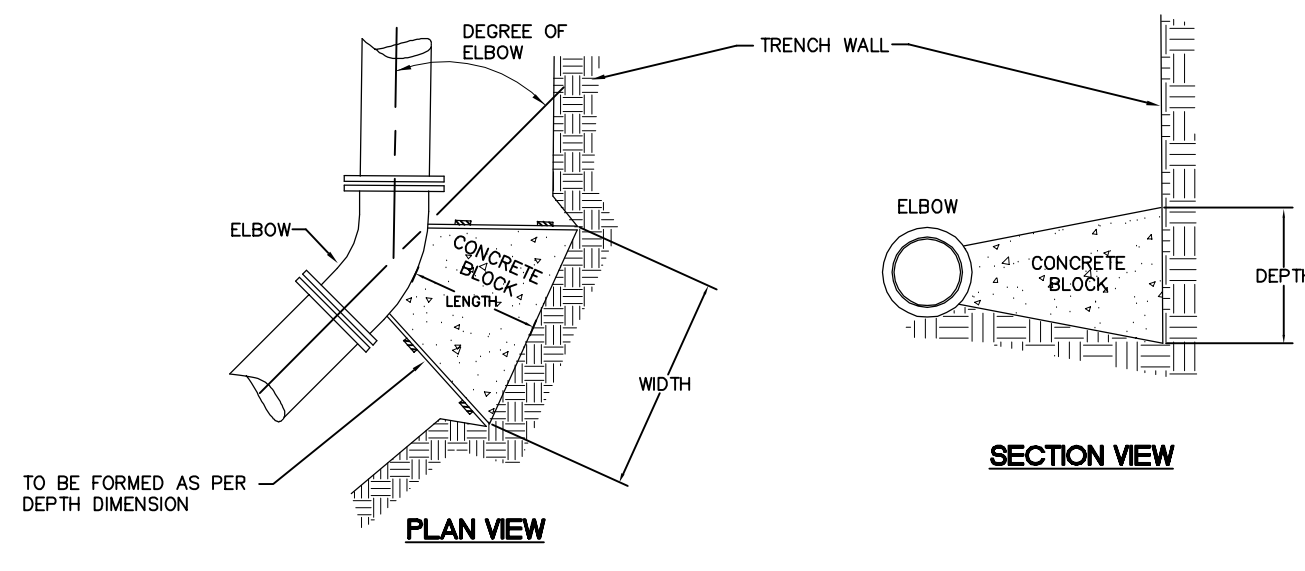 DEGREE OF
ELBOW
TRENCH WALL
ELBOW
CONCRETE
BLOCK
LENGTH
WIDTH
TO BE FORMED AS PER
DEPTH DIMENSION
PLAN VIEW
ELBOW
CONCRETE
BLOCK
DEPTH
SECTION VIEW